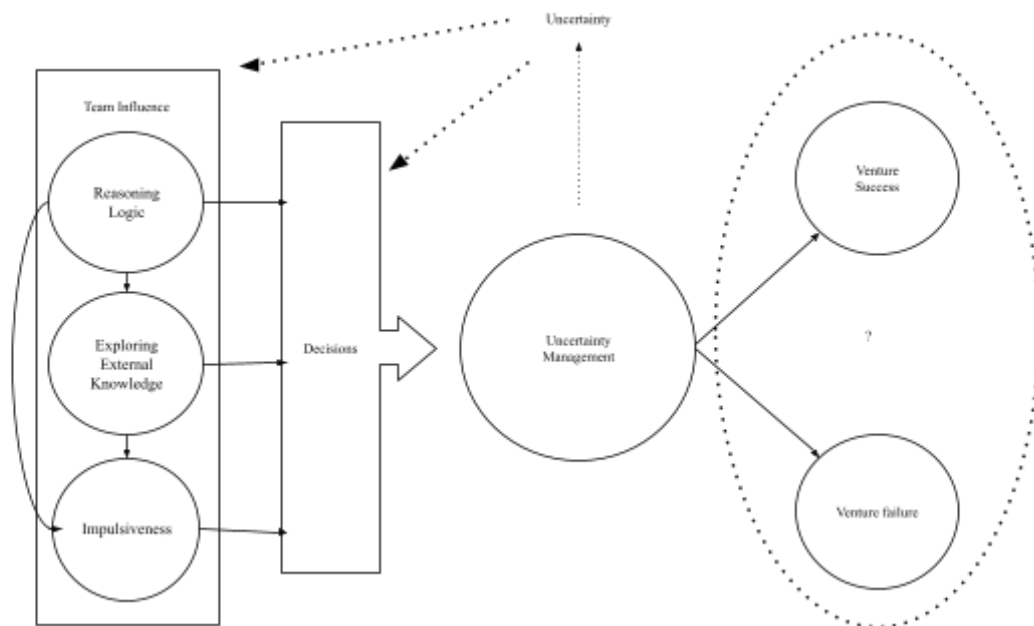 Uncertainty
Team Influence
Reasoning
Logic
Exploring
External
Knowledge
Impulsiveness
Decisions
Uncertainty
Management
Venture
Success
?
Venture failure